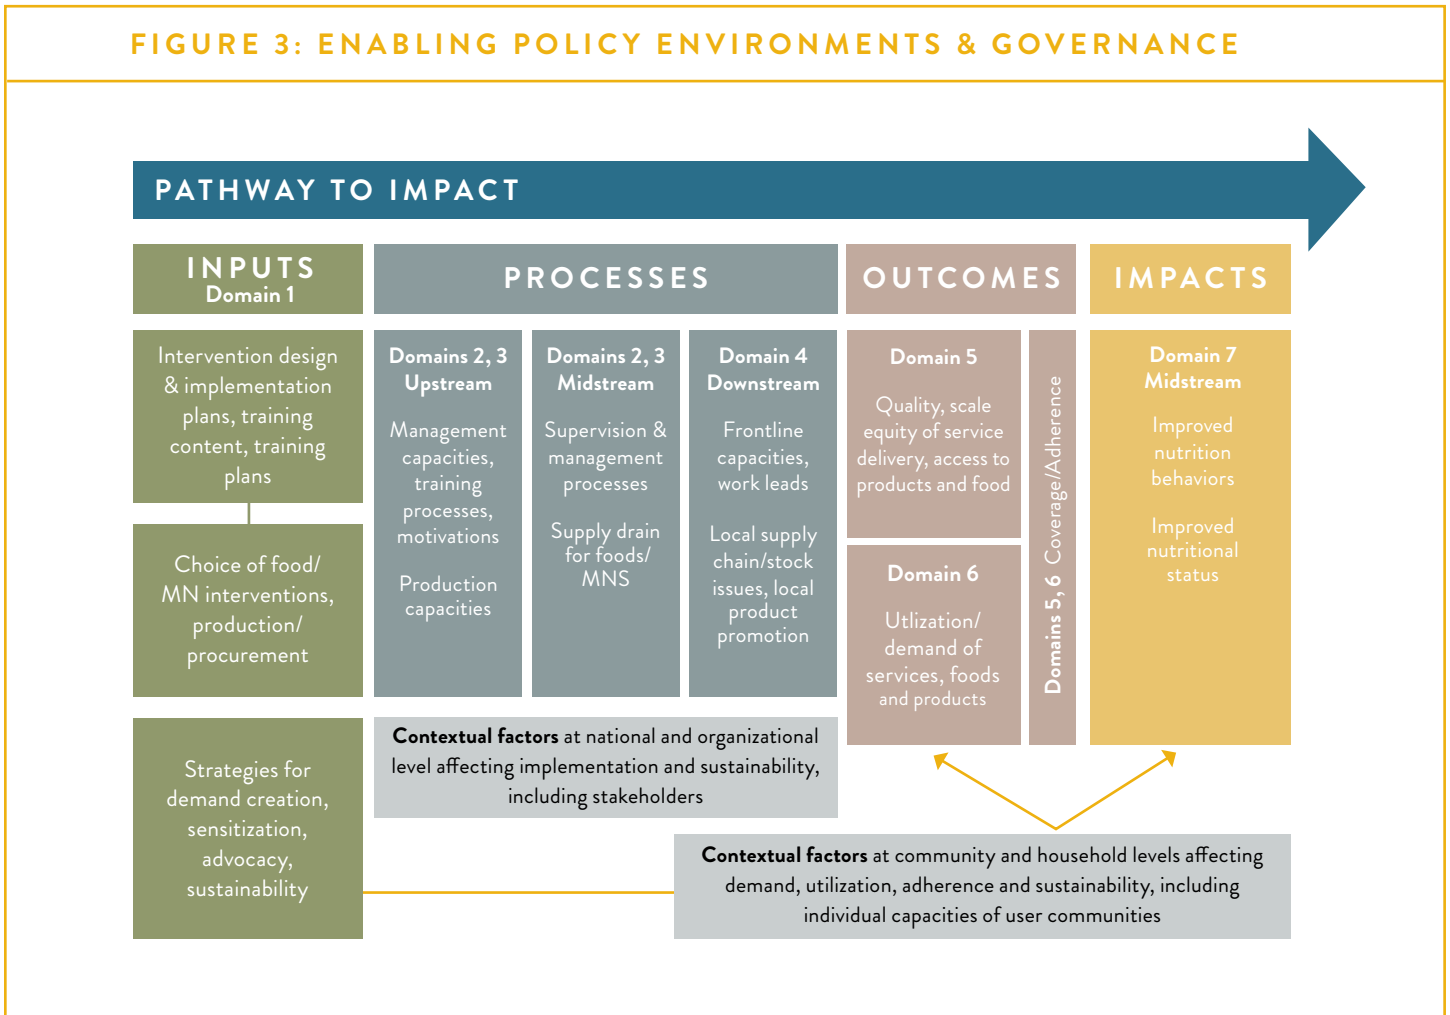 FIGURE 3: ENABLING POLICY ENVIRONMENTS & GOVERNANCE
PATHWAY TO IMPACT
INPUTS
Domain 1
Intervention design
& implementation
plans, training
content, training
plans
Choice of food/
MN interventions,
production/
procurement
Strategies for
demand creation,
sensitization,
advocacy,
sustainability
PROCESSES
Domains 2, 3
Upstream
Management
capacities,
training
processes,
motivations
Production
capacities
Domains 2, 3
Midstream
Supervision &
management
processes
Supply drain
for foods/
MNS
Domain 4
Downstream
Frontline
capacities,
work leads
Local supply
chain/stock
issues, local
product
promotion
Contextual factors at national and organizational
level affecting implementation and sustainability,
including stakeholders
OUTCOMES
Domain 5
Quality, scale
equity of service
delivery, access to
products and food
Domain 6
Utlization/
demand of
services, foods
and products
Domains 5, 6 Coverage/Adherence
IMPACTS
Domain 7
Midstream
Improved
nutrition
behaviors
Improved
nutritional
status
Contextual factors at community and household levels affecting
demand, utilization, adherence and sustainability, including
individual capacities of user communities